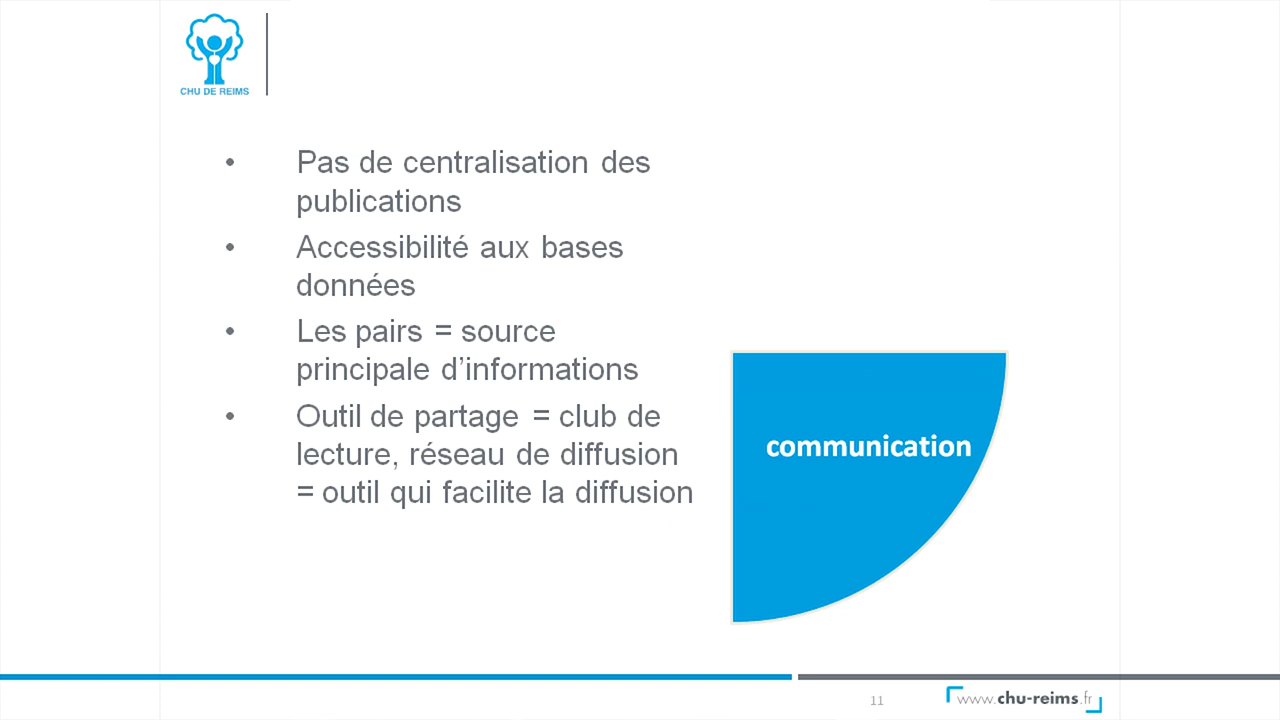 CHU DE REIMS
• Pas de centralisation des
publications
• Accessibilité aux bases
données
• Les pairs = source
principale d’informations
• Outil de partage = club de
lecture, réseau de diffusion
= outil qui facilite la diffusion
communication
11
www.chu-reims.fr